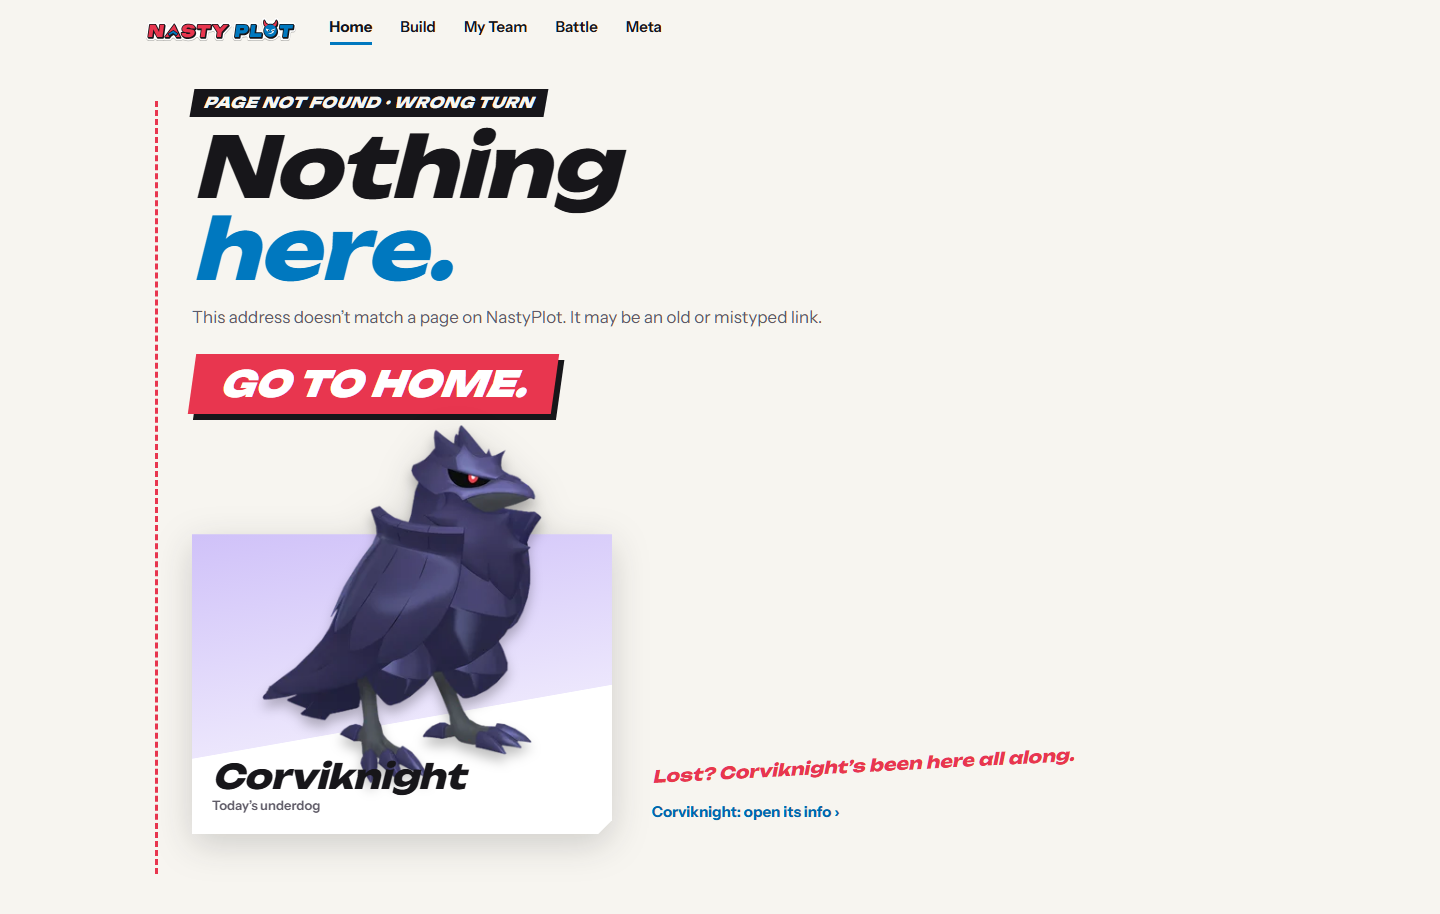 NASTY PLOT
Home Build My Team Battle Meta
PAGE NOT FOUND • WRONG TURN
Nothing
here.
This address doesn’t match a page on NastyPlot. It may be an old or mistyped link.
GO TO HOME.
Corviknight
Today’s underdog
Lost? Corviknight’s been here all along.
Corviknight: open its info ›